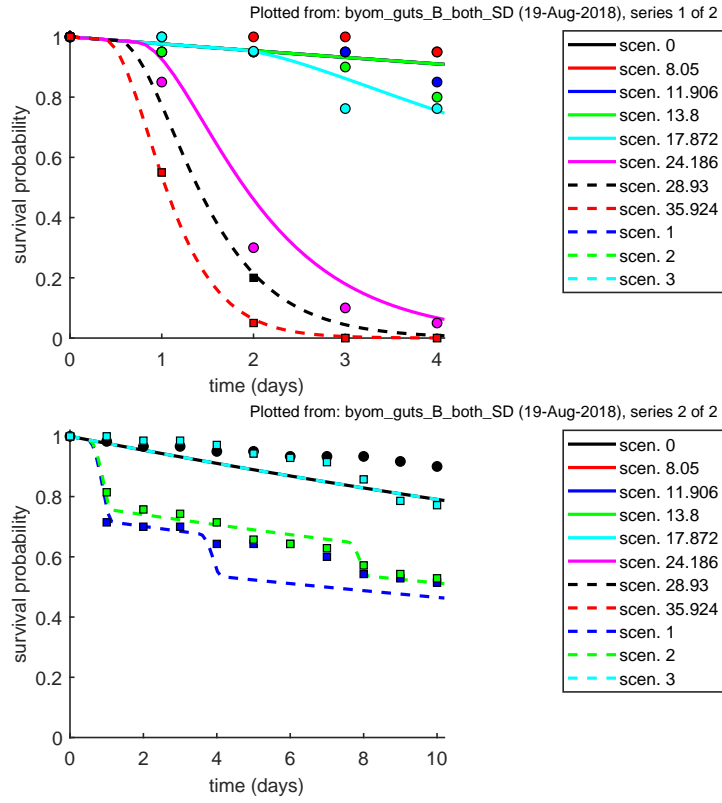 Plotted from: byom_guts_B_both_SD (19-Aug-2018), series 1 of 2
1
0.8
0.6
0.4
0.2
0
survival probability
0 1 2 3 4
time (days)
scen. 0
scen. 8.05
scen. 11.906
scen. 13.8
scen. 17.872
scen. 24.186
scen. 28.93
scen. 35.924
scen. 1
scen. 2
scen. 3
Plotted from: byom_guts_B_both_SD (19-Aug-2018), series 2 of 2
1
0.8
0.6
0.4
0.2
0
survival probability
0 2 4 6 8 10
time (days)
scen. 0
scen. 8.05
scen. 11.906
scen. 13.8
scen. 17.872
scen. 24.186
scen. 28.93
scen. 35.924
scen. 1
scen. 2
scen. 3